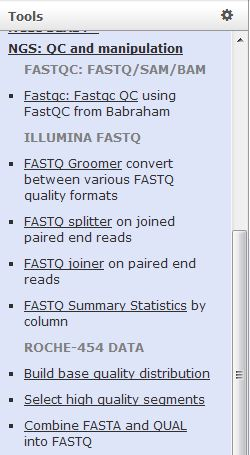 Tools
NGS: QC and manipulation
FASTQC: FASTQ/SAM/BAM
Fastqc: Fastqc QC using
FastQC from Babraham
ILLUMINA FASTQ
FASTQ Groomer convert
between various FASTQ
quality formats
FASTQ splitter on joined
paired end reads
FASTQ joiner on paired end
reads
FASTQ Summary Statistics by
column
ROCHE-454 DATA
Build base quality distribution
Select high quality segments
Combine FASTA and QUAL
into FASTQ